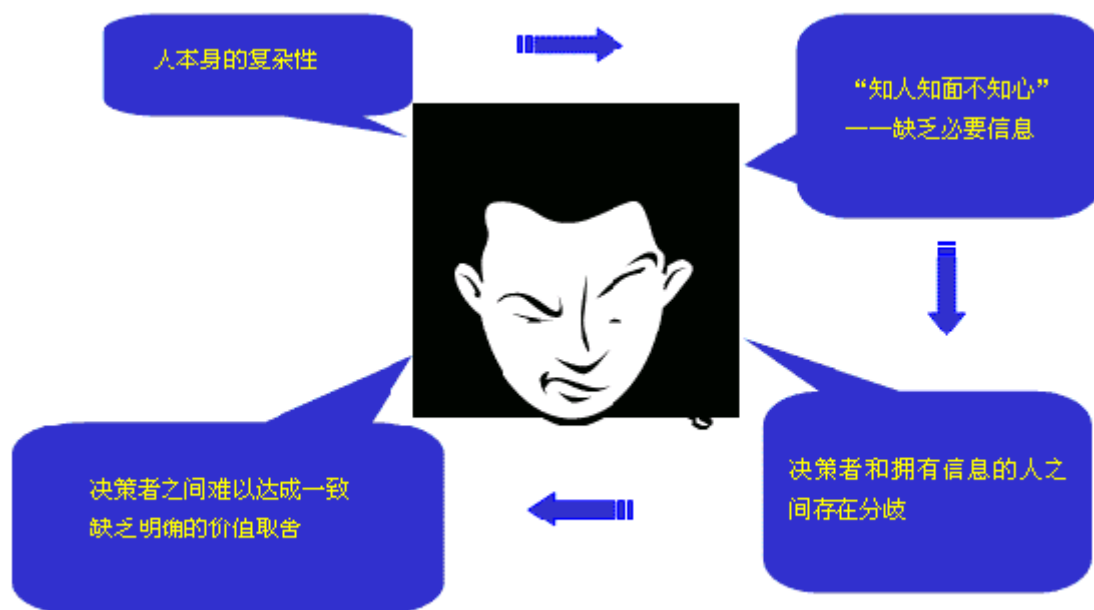 人本身的复杂性
“知人知面不知心”
——缺乏必要信息
决策者和拥有信息的人之
间存在分歧
决策者之间难以达成一致
缺乏明确的价值取舍